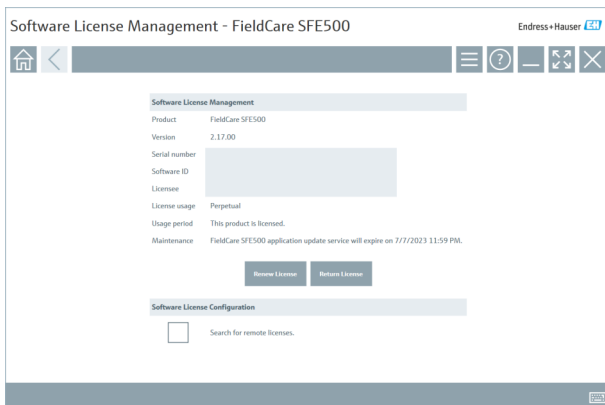 Software License Management - FieldCare SFE500
Endress+Hauser EH
Software License Management
Product FieldCare SFE500
Version 2.17.00
Serial number
Software ID
Licensee
License usage Perpetual
Usage period This product is licensed.
Maintenance FieldCare SFE500 application update service will expire on 7/7/2023 11:59 PM.
Renew License Return License
Software License Configuration
Search for remote licenses.